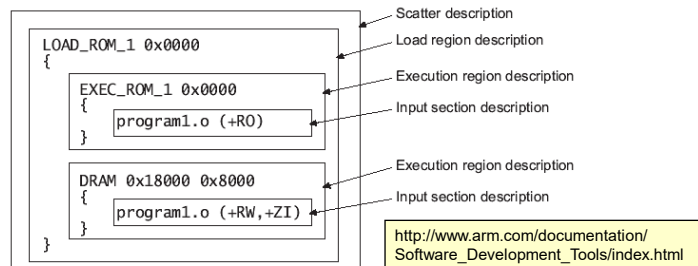 Scatter description
LOAD_ROM_1 0x0000
Load region description
{
EXEC_ROM_1 0x0000
Execution region description
{
program1.o (+RO)
Input section description
}
DRAM 0x18000 0x8000
Execution region description
{
program1.o (+RW,+ZI)
Input section description
}
}
http://www.arm.com/documentation/
Software_Development_Tools/index.html